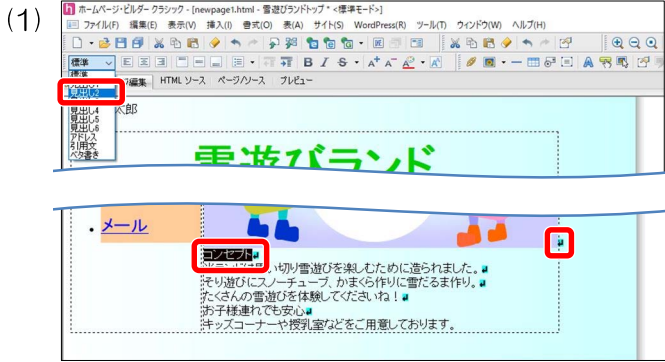 (1)
ホームページ・ビルダー クラシック - [newpage1.html - 雪遊びランドトップ * <標準モード>]
ファイル(F) 編集(E) 表示(V) 挿入(I) 書式(O) 表(A) サイト(S) WordPress(R) ツール(T) ウィンドウ(W) ヘルプ(H)
標準
標準 編集 HTML ソース ページ/ソース プレビュー
見出し1
見出し2
見出し4 太郎
見出し5
見出し6
アドレス
引用文
ベタ書き
雪遊びランド
・メール
コンセプト
い切り雪遊びを楽しむために造られました。
そり遊びにスノーチューブ、かまくら作りに雪だるま作り。
たくさんの雪遊びを体験してくださいね！
お子様連れでも安心
キッズコーナーや授乳室などをご用意しております。